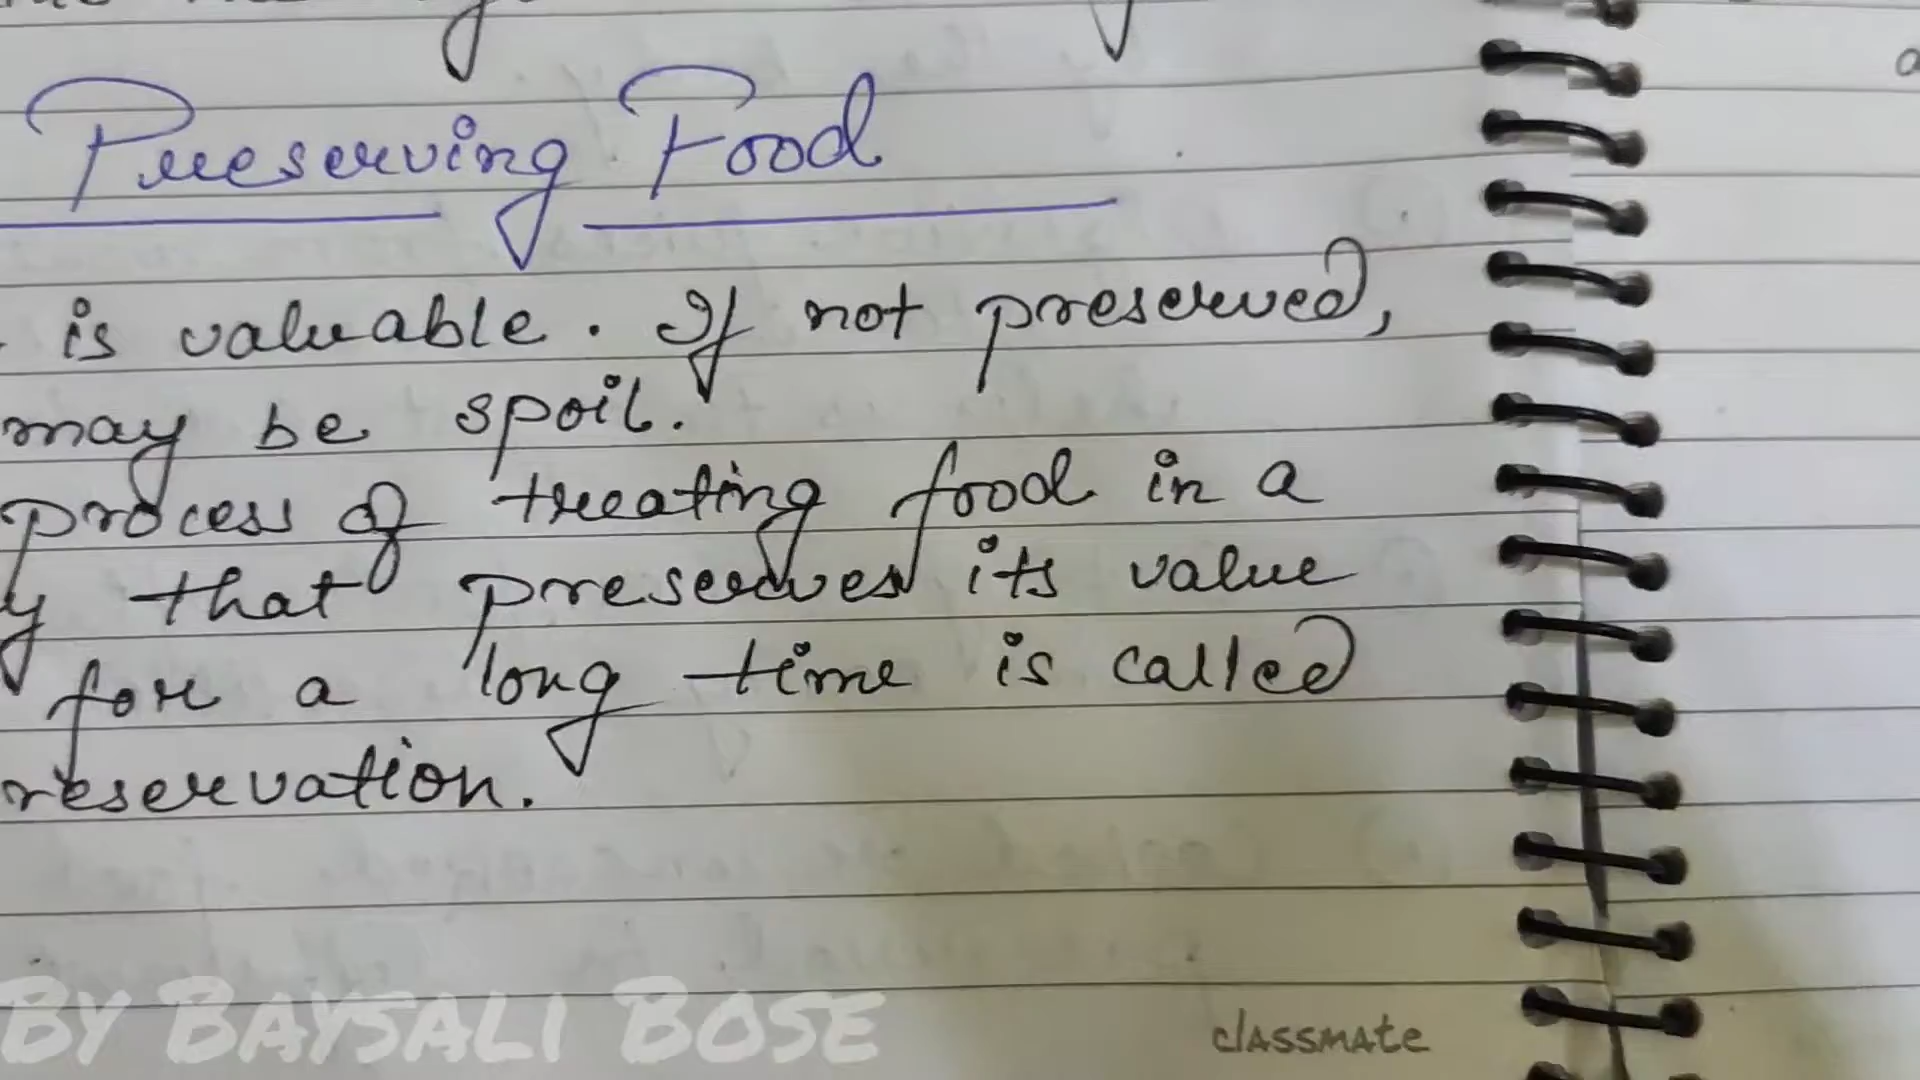 Preserving Food
is valuable. If not preserved,
may be spoil.
process of treating food in a
y that preserves its value
for a long time is called
reservation.
By Baysali Bose
classmate